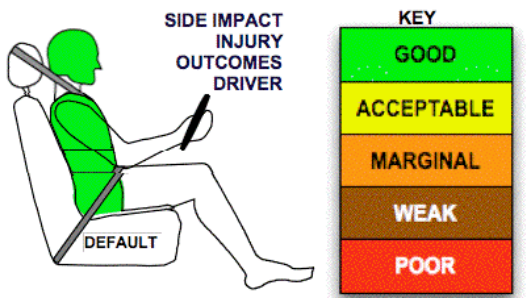 SIDE IMPACT
INJURY
OUTCOMES
DRIVER
DEFAULT
KEY
GOOD
ACCEPTABLE
MARGINAL
WEAK
POOR